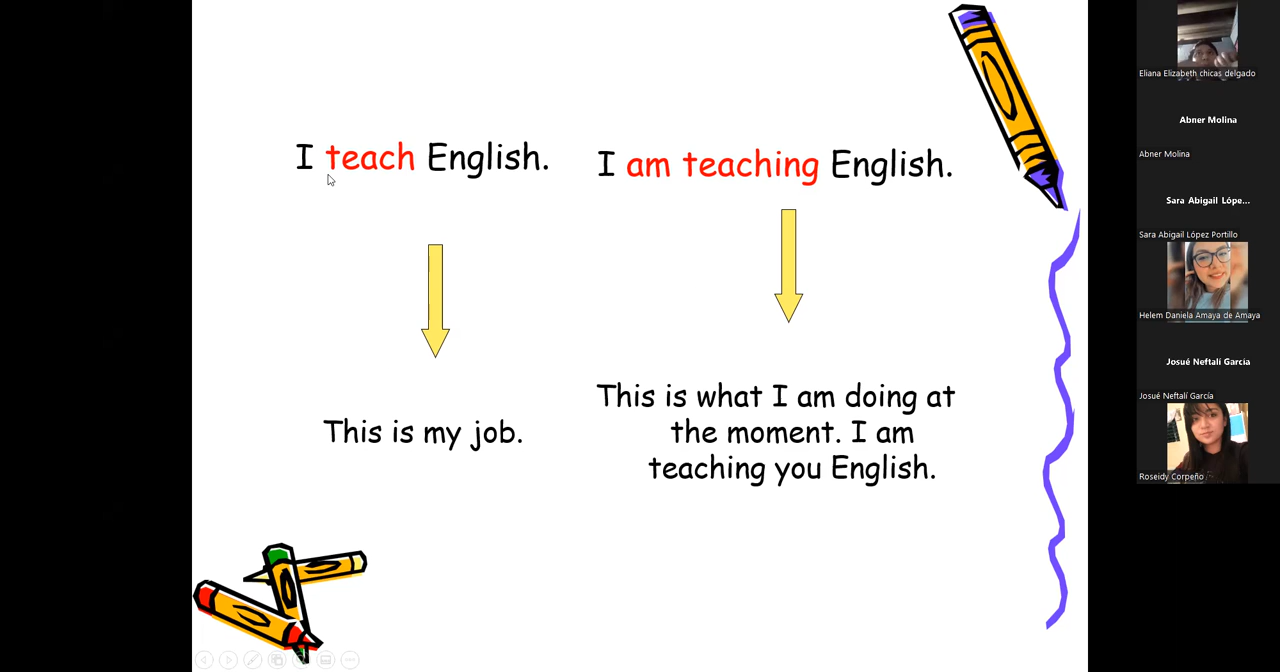 I teach English.
I am teaching English.
This is my job.
This is what I am doing at
the moment. I am
teaching you English.
Eliana Elizabeth chicas delgado
Abner Molina
Abner Molina
Sara Abigail Lópe...
Sara Abigail López Portillo
Helem Daniela Amaya de Amaya
Josué Neftalí García
Josué Neftalí García
Roseidy Corpeño